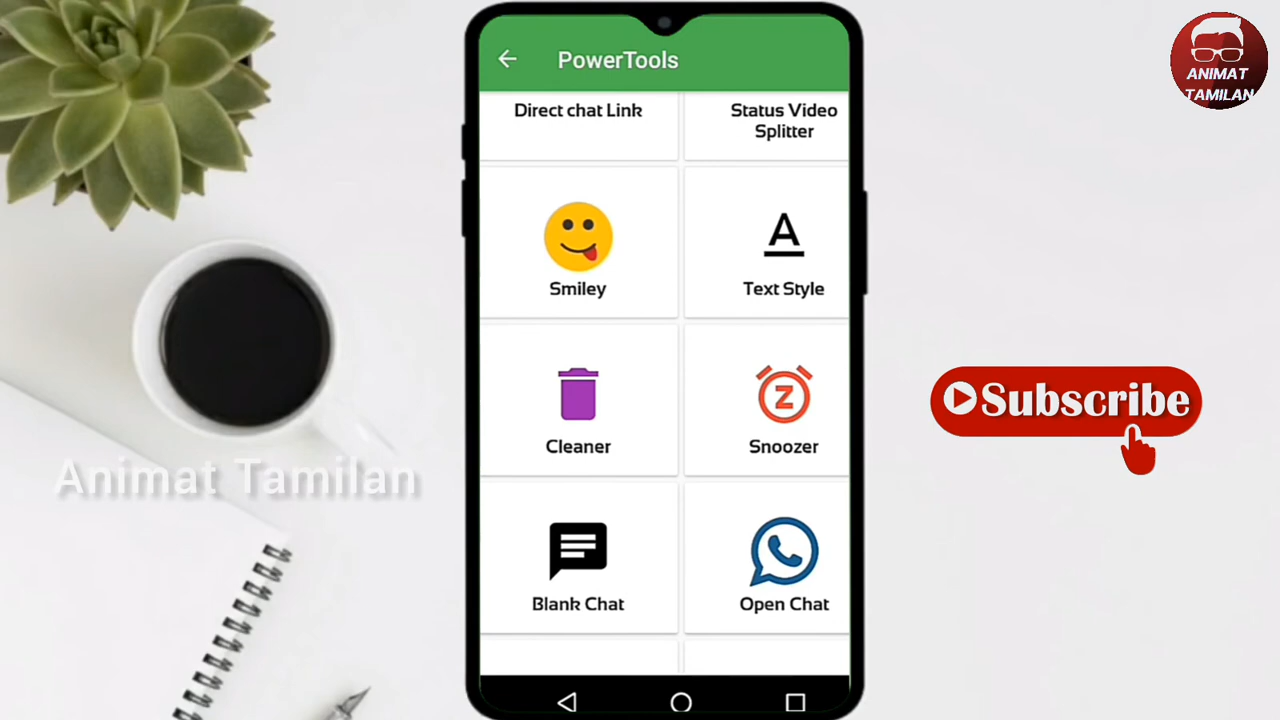 PowerTools
Direct chat Link
Status Video
Splitter
Smiley
Text Style
Cleaner
Snoozer
Blank Chat
Open Chat
ANIMAT
TAMILAN
Subscribe
Animat Tamilan